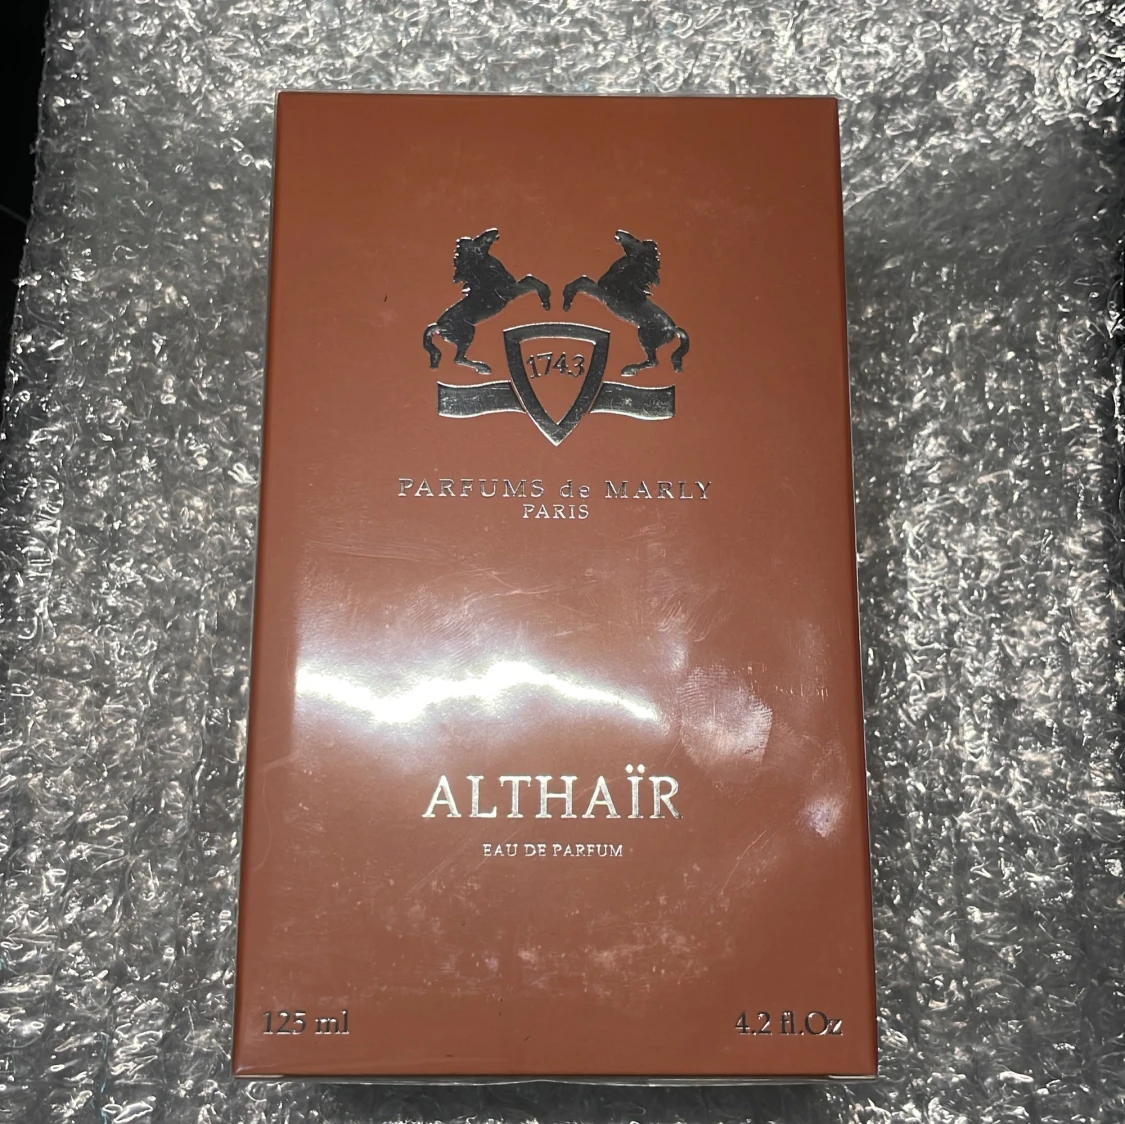 1743
PARFUMS de MARLY
PARIS
ALTHAÏR
EAU DE PARFUM
125 ml
4.2 fl.Oz